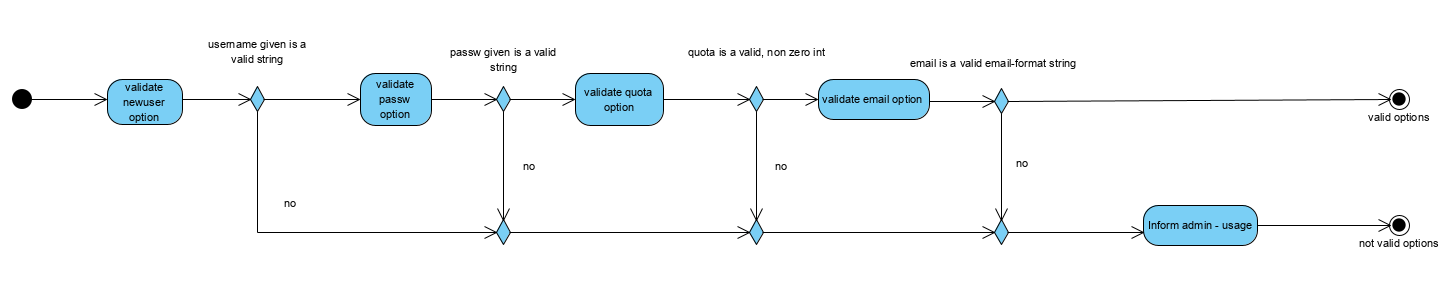 username given is a
valid string
passw given is a valid
string
quota is a valid, non zero int
email is a valid email-format string
validate
newuser
option
validate
passw
option
validate quota
option
validate email option
valid options
no
no
no
no
Inform admin - usage
not valid options